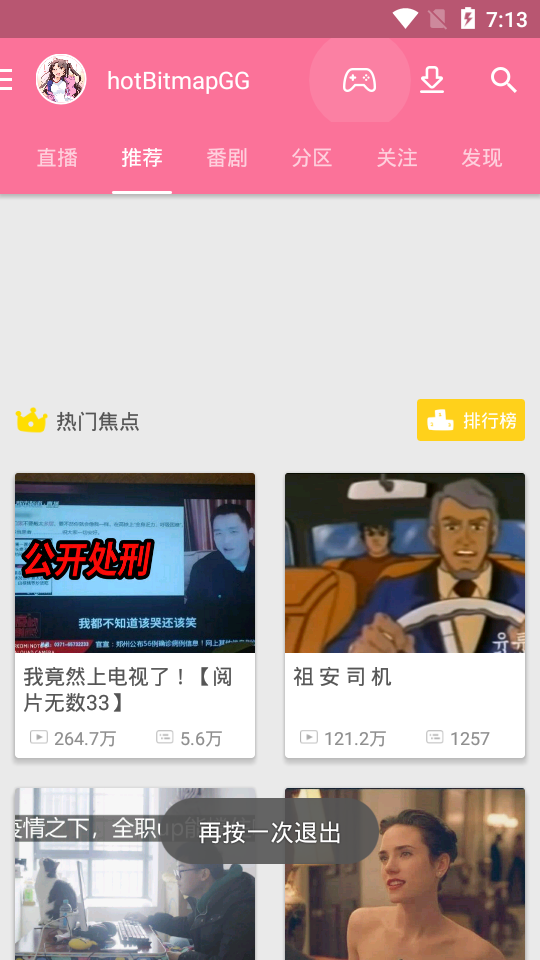 7:13
hotBitmapGG
直播 推荐 番剧 分区 关注 发现
热门焦点
排行榜
公开处刑
我都不知道该哭还该笑
我竟然上电视了！【阅
片无数33】
264.7万 5.6万
祖 安 司 机
121.2万 1257
疫情之下，全职up
再按一次退出